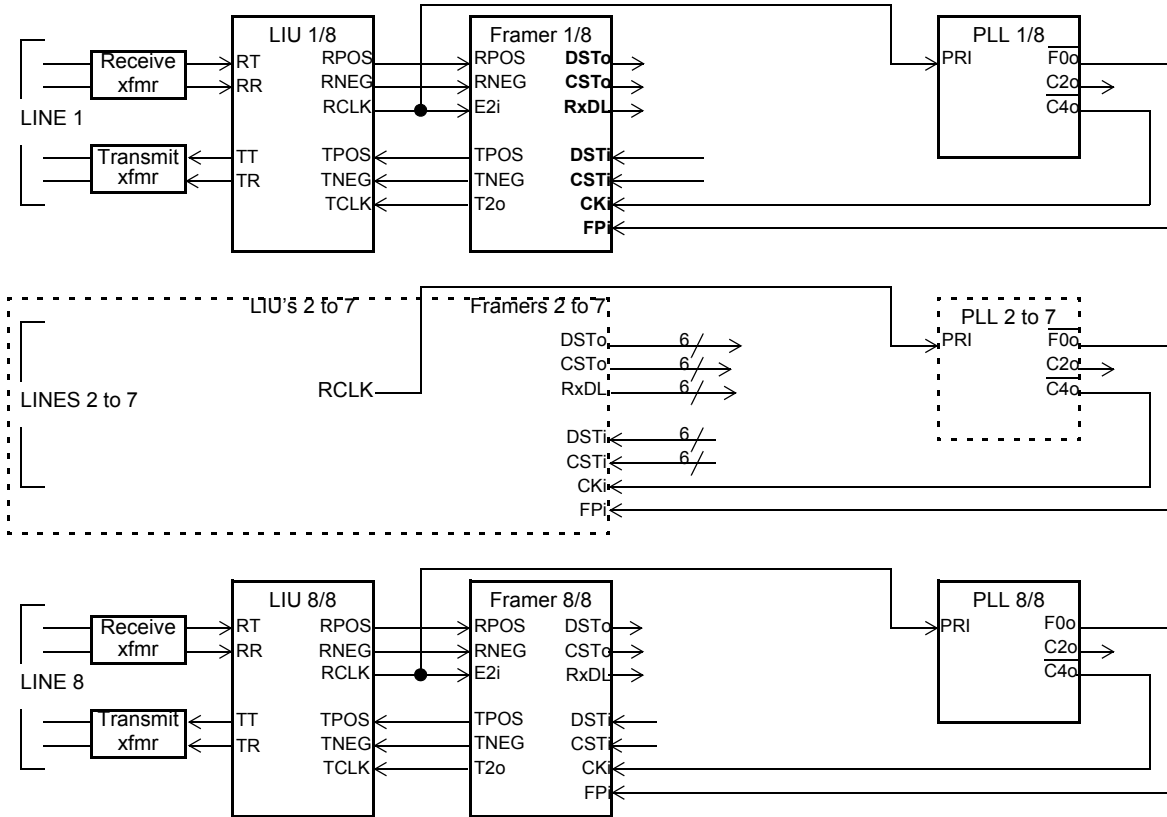 LIU 1/8 Framer 1/8 PLL 1/8
Receive xfmr
RT RPOS RPOS DSTo PRI F0o
RR RNEG RNEG CSTo C2o
RCLK E2i RxDL C4o
LINE 1
Transmit xfmr
TT TPOS TPOS DSTi
TR TNEG TNEG CSTi
TCLK T2o CKi
FPi
LIU's 2 to 7 Framers 2 to 7 PLL 2 to 7
DSTo 6 PRI F0o
CSTo 6 C2o
LINES 2 to 7 RCLK RxDL 6 C4o
DSTi 6
CSTi 6
CKi
FPi
LIU 8/8 Framer 8/8 PLL 8/8
Receive xfmr
RT RPOS RPOS DSTo PRI F0o
RR RNEG RNEG CSTo C2o
RCLK E2i RxDL C4o
LINE 8
Transmit xfmr
TT TPOS TPOS DSTi
TR TNEG TNEG CSTi
TCLK T2o CKi
FPi